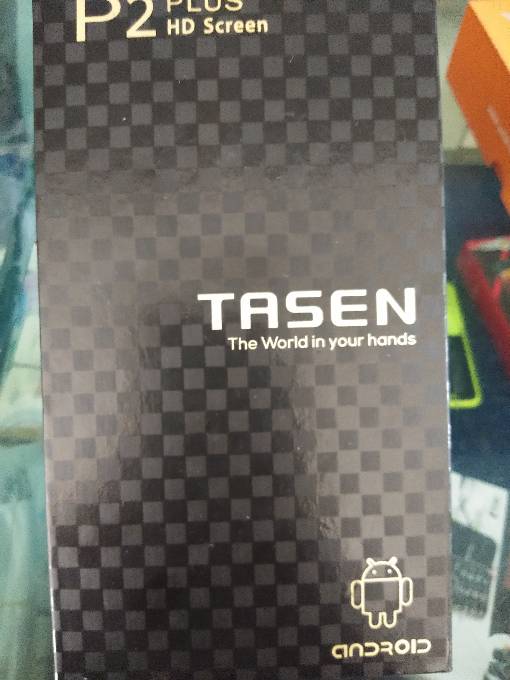 P2 PLUS
HD Screen
TASEN
The World in your hands
ANDROID